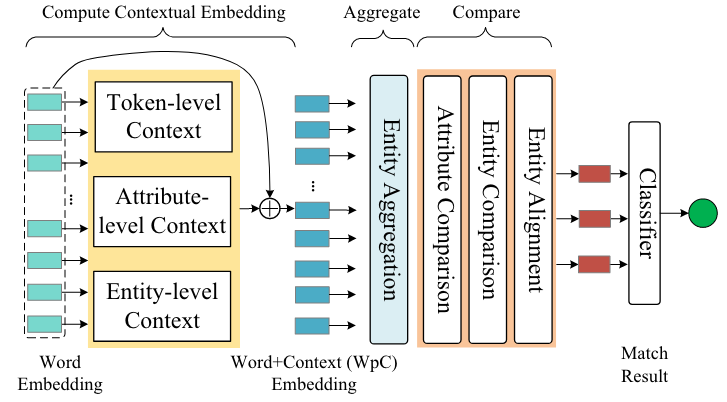 Compute Contextual Embedding
Aggregate
Compare
Token-level
Context
Attribute-
level Context
Entity-level
Context
...
...
Entity Aggregation
Attribute Comparison
Entity Comparison
Entity Alignment
Classifier
Word
Embedding
Word+Context (WpC)
Embedding
Match
Result